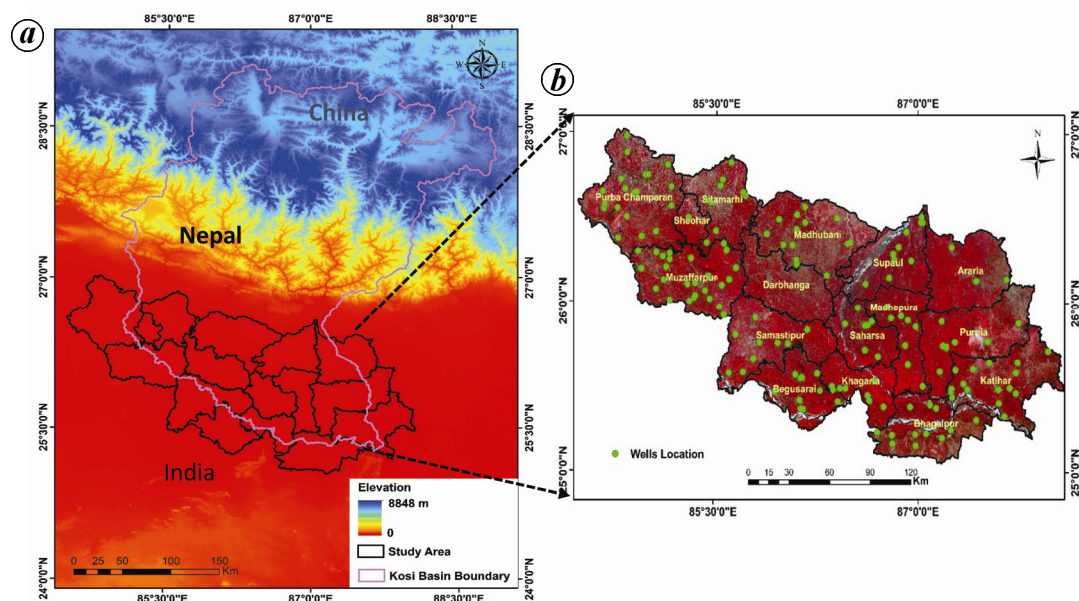 a
85°30'0"E 87°0'0"E 88°30'0"E
N
W E
S
China
28°30'0"N
28°30'0"N
Nepal
27°0'0"N
27°0'0"N
25°30'0"N
25°30'0"N
India
Elevation
8848 m
0
Study Area
Kosi Basin Boundary
0 25 50 100 150
Km
24°0'0"N
24°0'0"N
85°30'0"E 87°0'0"E 88°30'0"E
b
85°30'0"E 87°0'0"E
27°0'0"N
27°0'0"N
N
Purba Champaran
Sitamarhi
Sheohar
Madhubani
Supaul
Araria
Muzaffarpur
Darbhanga
26°0'0"N
26°0'0"N
Madhepura
Samastipur
Saharsa
Purnia
Begusarai
Khagaria
Katihar
Bhagalpur
Wells Location
0 15 30 60 90 120
Km
25°0'0"N
25°0'0"N
85°30'0"E 87°0'0"E